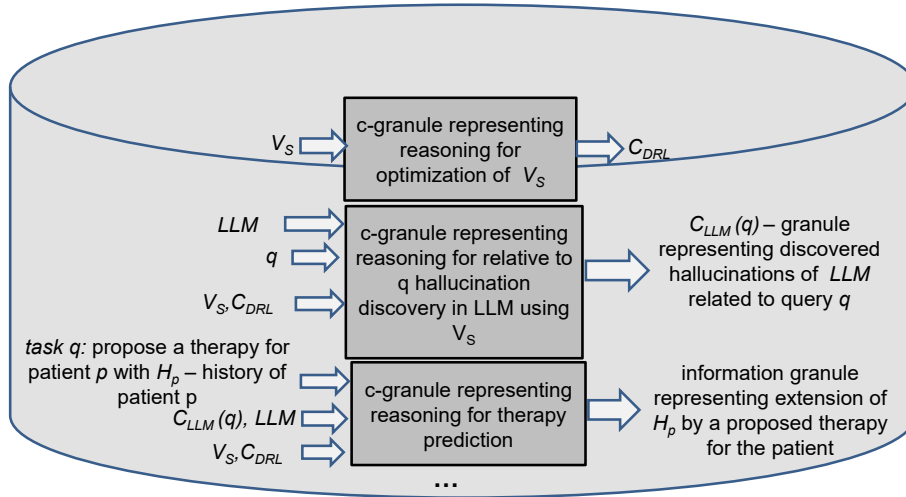 c-granule representing
reasoning for
optimization of V_S
V_S
C_DRL
LLM
q
V_S,C_DRL
c-granule representing
reasoning for relative to
q hallucination
discovery in LLM using
V_S
C_LLM(q) – granule
representing discovered
hallucinations of LLM
related to query q
task q: propose a therapy for
patient p with H_p – history of
patient p
C_LLM(q), LLM
V_S,C_DRL
c-granule representing
reasoning for therapy
prediction
information granule
representing extension of
H_p by a proposed therapy
for the patient
...